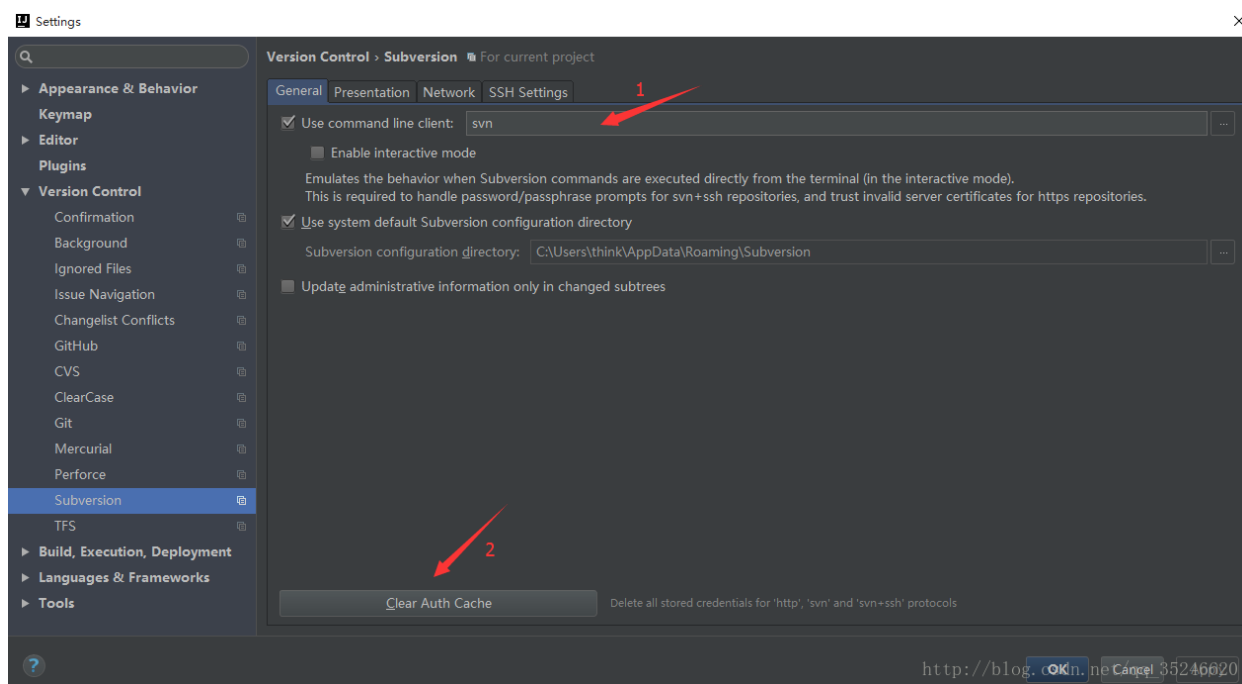 Settings
Version Control › Subversion For current project
Appearance & Behavior
Keymap
Editor
Plugins
Version Control
Confirmation
Background
Ignored Files
Issue Navigation
Changelist Conflicts
GitHub
CVS
ClearCase
Git
Mercurial
Perforce
Subversion
TFS
Build, Execution, Deployment
Languages & Frameworks
Tools
General Presentation Network SSH Settings
1
Use command line client: svn ...
Enable interactive mode
Emulates the behavior when Subversion commands are executed directly from the terminal (in the interactive mode).
This is required to handle password/passphrase prompts for svn+ssh repositories, and trust invalid server certificates for https repositories.
Use system default Subversion configuration directory
Subversion configuration directory: C:\Users\think\AppData\Roaming\Subversion ...
Update administrative information only in changed subtrees
2
Clear Auth Cache Delete all stored credentials for 'http', 'svn' and 'svn+ssh' protocols
? OK Cancel Apply
http://blog.csdn.net/qq_35246620